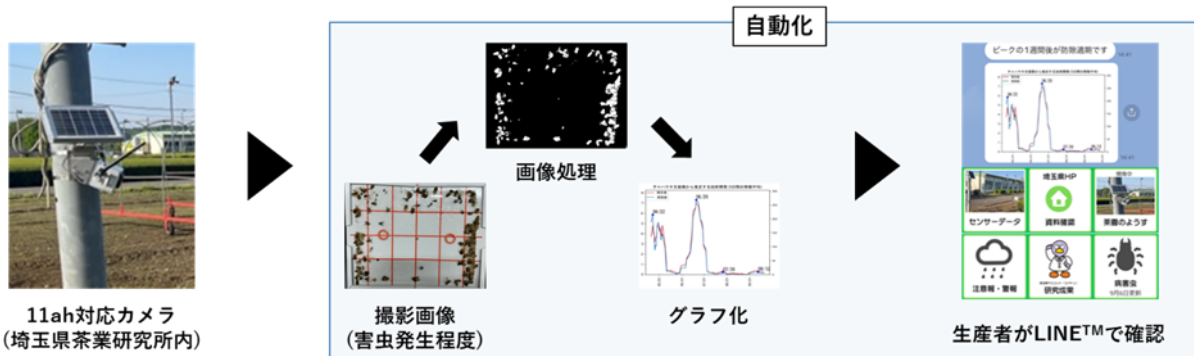 自動化
11ah対応カメラ
(埼玉県茶業研究所内)
撮影画像
(害虫発生程度)
画像処理
グラフ化
ピークの1週間後が防除適期です
センサーデータ
埼玉県HP
資料確認
茶園のようす
注意報・警報
研究成果
病害虫
生産者がLINE™で確認